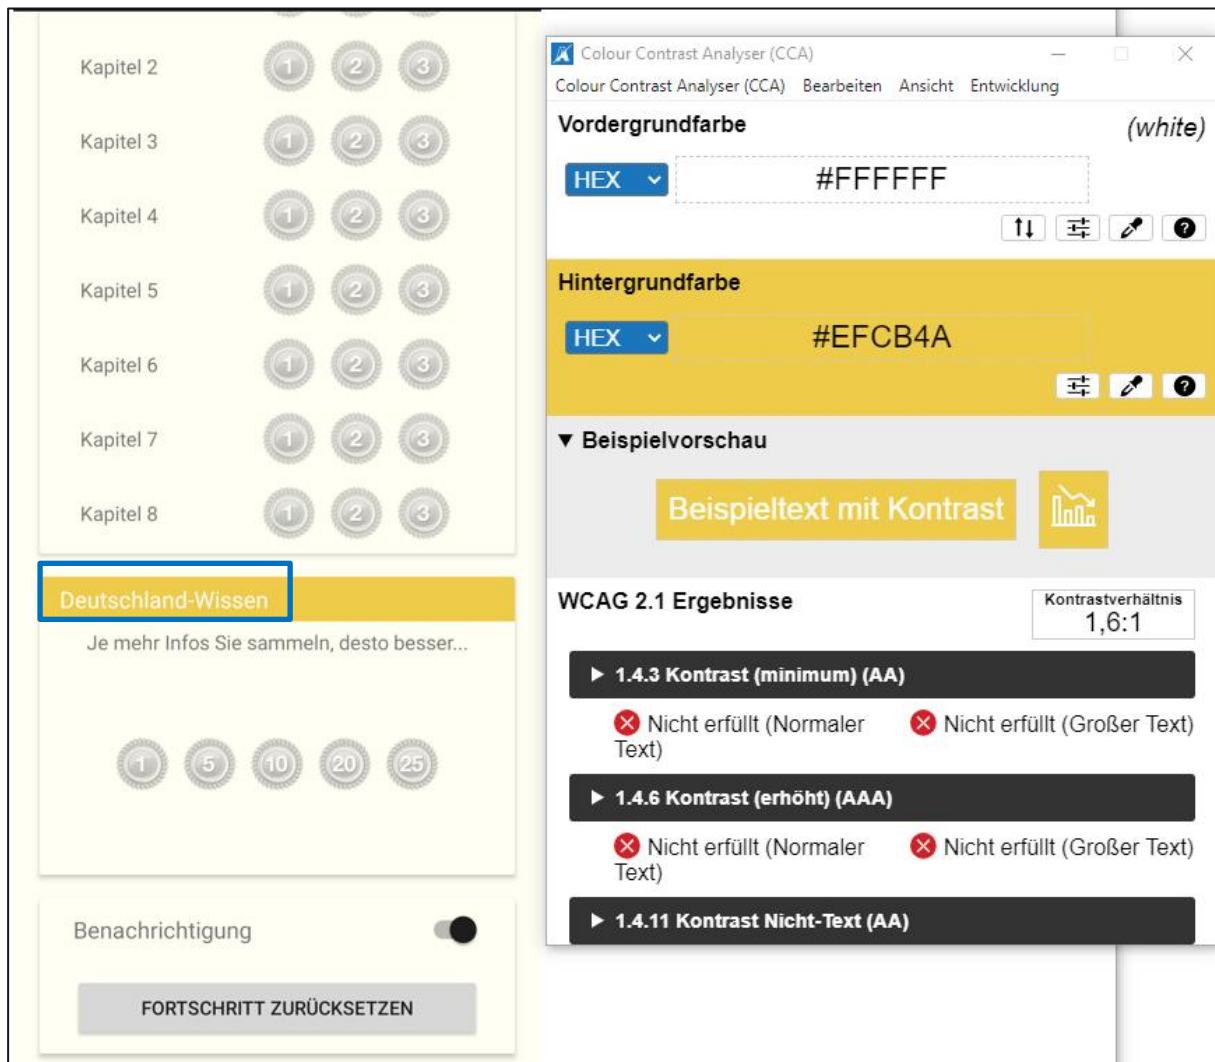 Kapitel 2 1 2 3
Kapitel 3 1 2 3
Kapitel 4 1 2 3
Kapitel 5 1 2 3
Kapitel 6 1 2 3
Kapitel 7 1 2 3
Kapitel 8 1 2 3
Deutschland-Wissen
Je mehr Infos Sie sammeln, desto besser...
1 5 10 20 25
Benachrichtigung
FORTSCHRITT ZURÜCKSETZEN
Colour Contrast Analyser (CCA)
Colour Contrast Analyser (CCA) Bearbeiten Ansicht Entwicklung
Vordergrundfarbe (white)
HEX #FFFFFF
Hintergrundfarbe
HEX #EFCB4A
▼ Beispielvorschau
Beispieltext mit Kontrast
WCAG 2.1 Ergebnisse Kontrastverhältnis
1,6:1
▶ 1.4.3 Kontrast (minimum) (AA)
Nicht erfüllt (Normaler Nicht erfüllt (Großer Text)
Text)
▶ 1.4.6 Kontrast (erhöht) (AAA)
Nicht erfüllt (Normaler Nicht erfüllt (Großer Text)
Text)
▶ 1.4.11 Kontrast Nicht-Text (AA)